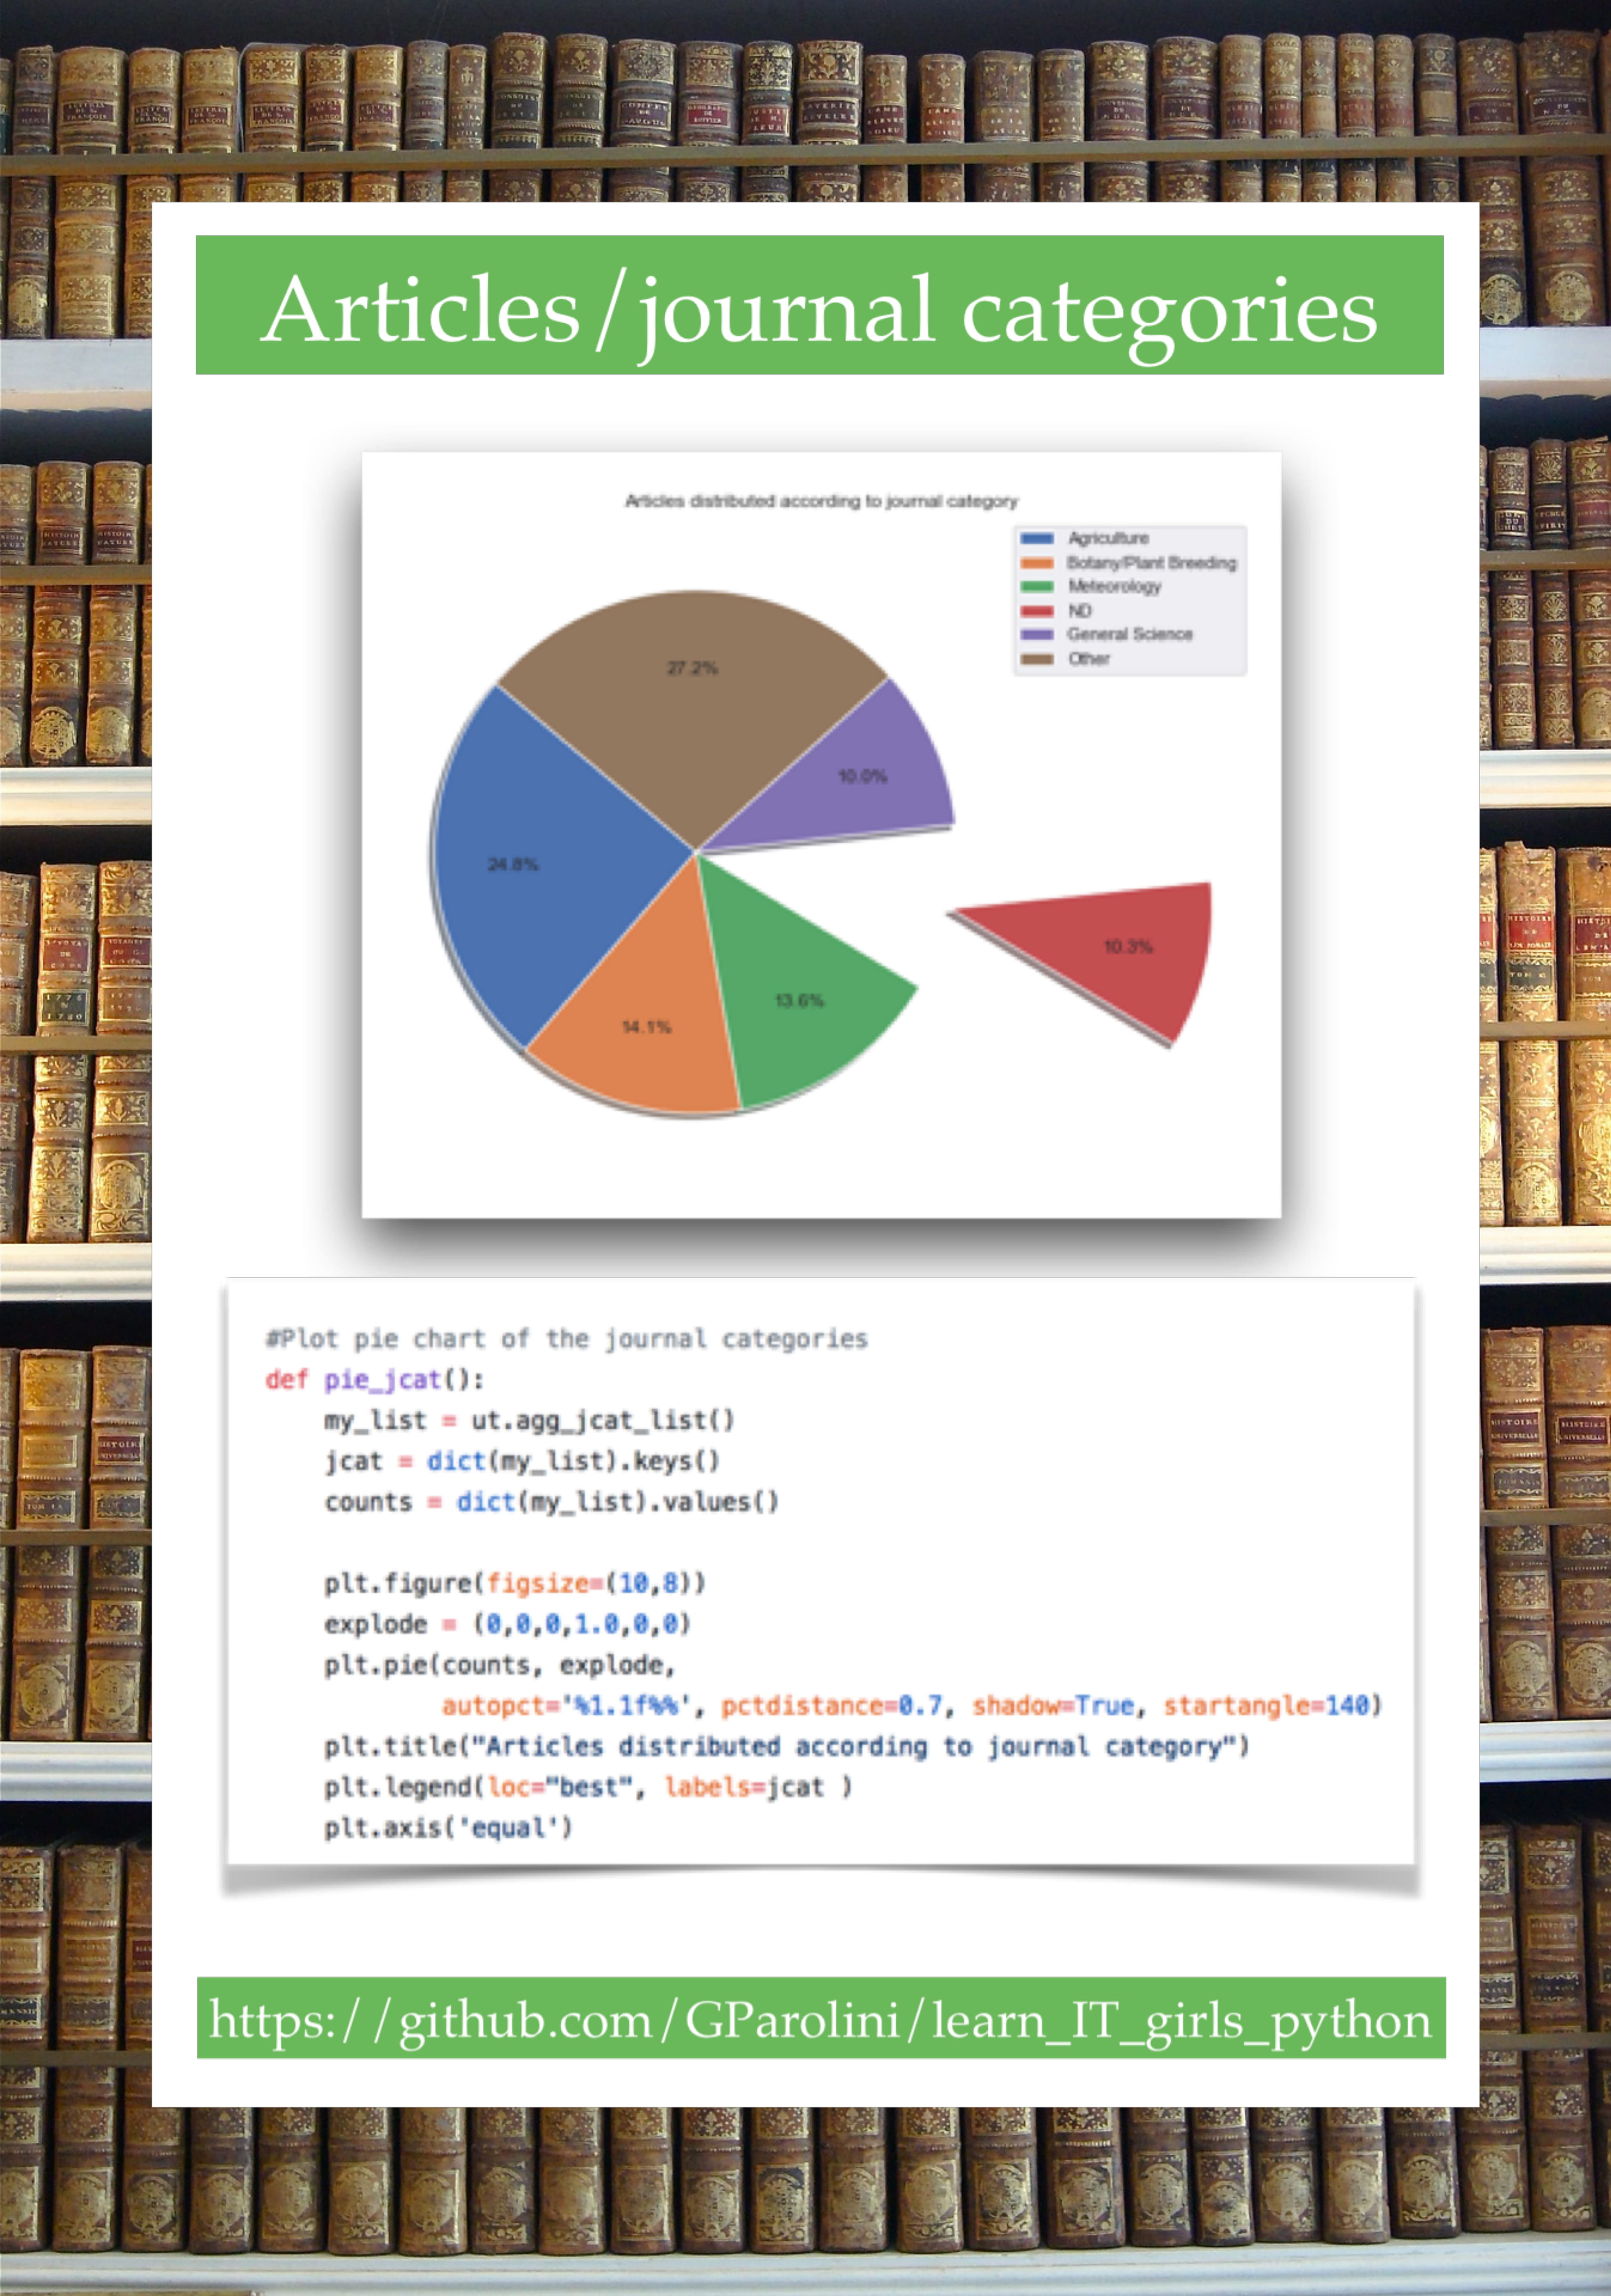 Articles/journal categories
Articles distributed according to journal category
Agriculture
Botany/Plant Breeding
Meteorology
ND
General Science
Other
27.2%
10.0%
24.8%
10.3%
13.6%
14.1%
#Plot pie chart of the journal categories
def pie_jcat():
    my_list = ut.agg_jcat_list()
    jcat = dict(my_list).keys()
    counts = dict(my_list).values()
    plt.figure(figsize=(10,8))
    explode = (0,0,0,1.0,0,0)
    plt.pie(counts, explode,
            autopct='%1.1f%%', pctdistance=0.7, shadow=True, startangle=140)
    plt.title("Articles distributed according to journal category")
    plt.legend(loc="best", labels=jcat )
    plt.axis('equal')
https://github.com/GParolini/learn_IT_girls_python